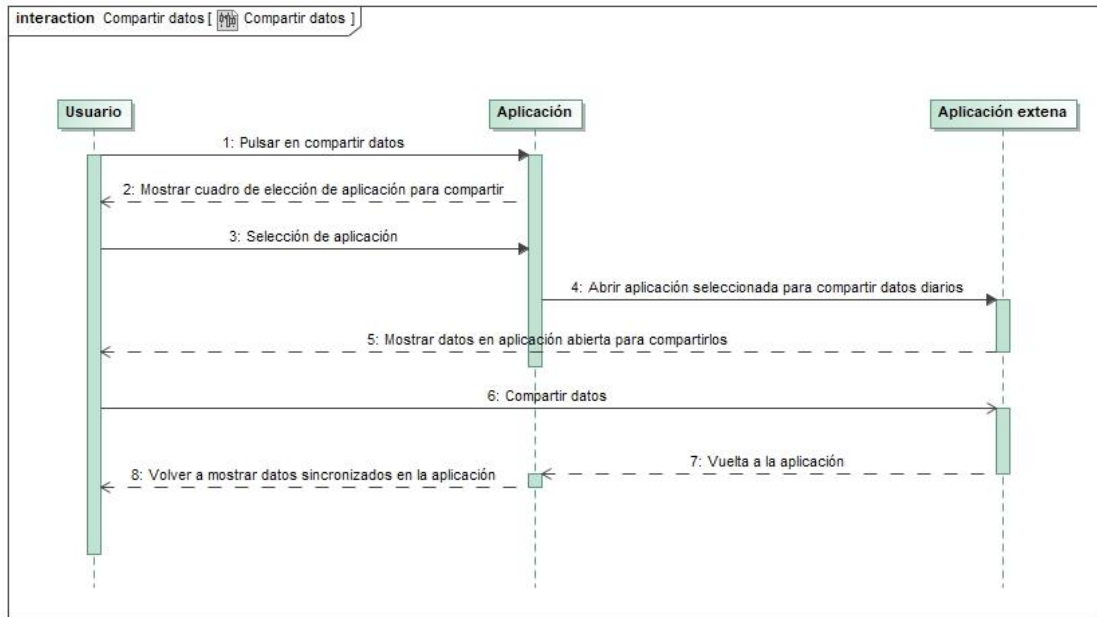 interaction Compartir datos [ Compartir datos ]
Usuario
Aplicación
Aplicación extena
1: Pulsar en compartir datos
2: Mostrar cuadro de elección de aplicación para compartir
3: Selección de aplicación
4: Abrir aplicación seleccionada para compartir datos diarios
5: Mostrar datos en aplicación abierta para compartirlos
6: Compartir datos
7: Vuelta a la aplicación
8: Volver a mostrar datos sincronizados en la aplicación